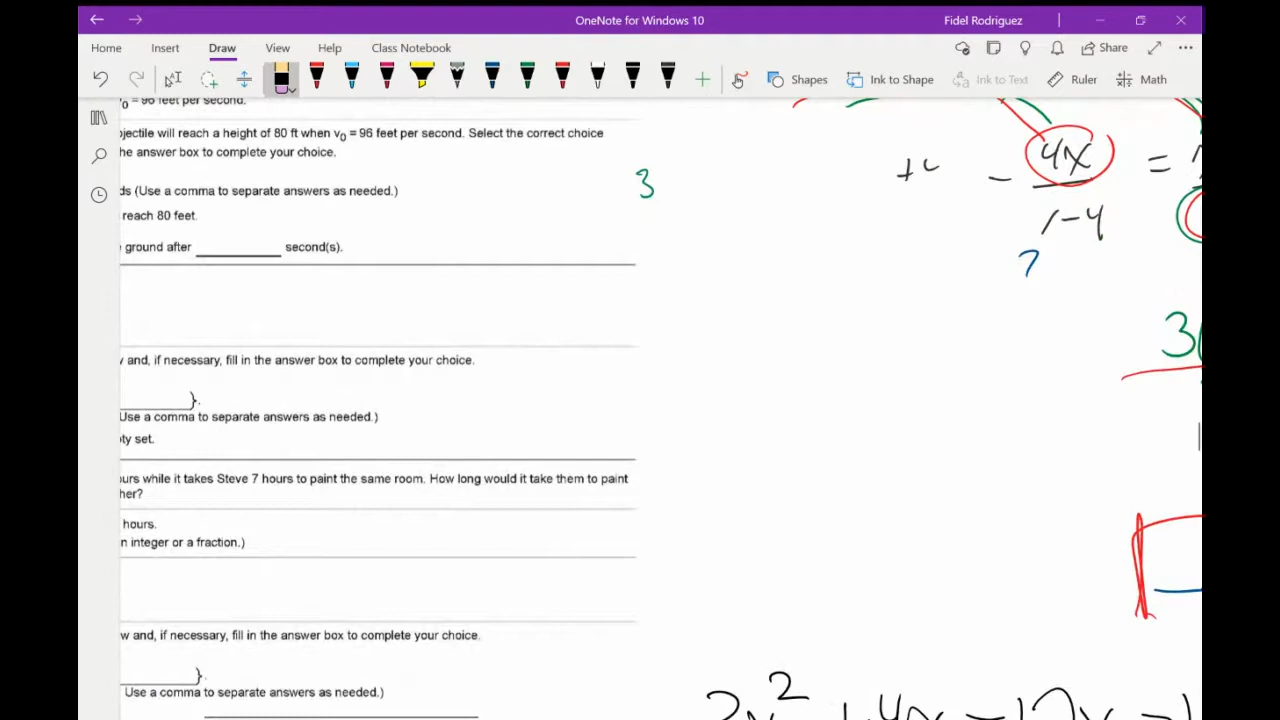 OneNote for Windows 10
Fidel Rodriguez
Home Insert Draw View Help Class Notebook Share
Shapes Ink to Shape Ink to Text Ruler Math
v0 = 96 feet per second.
ojectile will reach a height of 80 ft when v0 = 96 feet per second. Select the correct choice
he answer box to complete your choice.
ds (Use a comma to separate answers as needed.)
reach 80 feet.
ground after ________ second(s).
3
- 4x =
-4
3(
and, if necessary, fill in the answer box to complete your choice.
}.
Use a comma to separate answers as needed.)
ty set.
ours while it takes Steve 7 hours to paint the same room. How long would it take them to paint
her?
hours.
n integer or a fraction.)
w and, if necessary, fill in the answer box to complete your choice.
}.
Use a comma to separate answers as needed.)